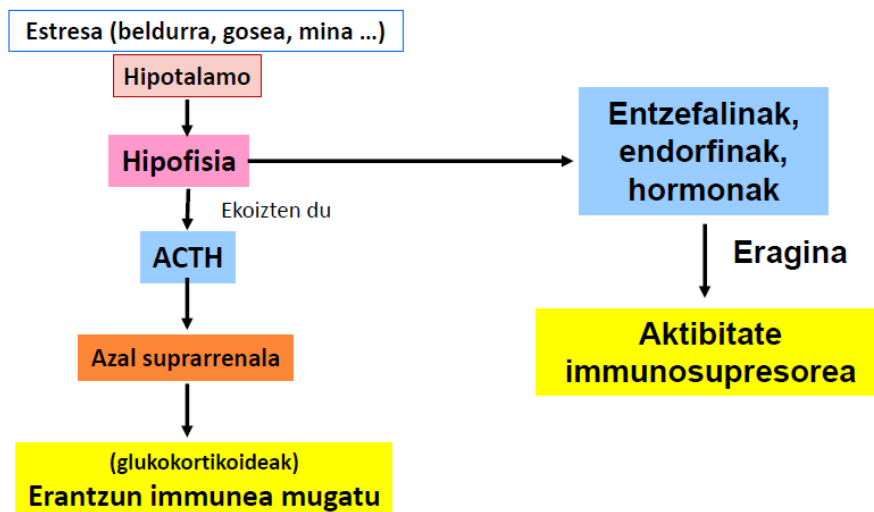 Estresa (beldurra, gosea, mina ...)
Hipotalamo
Hipofisia
Ekoizten du
ACTH
Azal suprarrenala
(glukokortikoideak)
Erantzun immunea mugatu
Entzefalinak,
endorfinak,
hormonak
Eragina
Aktibitate
immunosupresorea